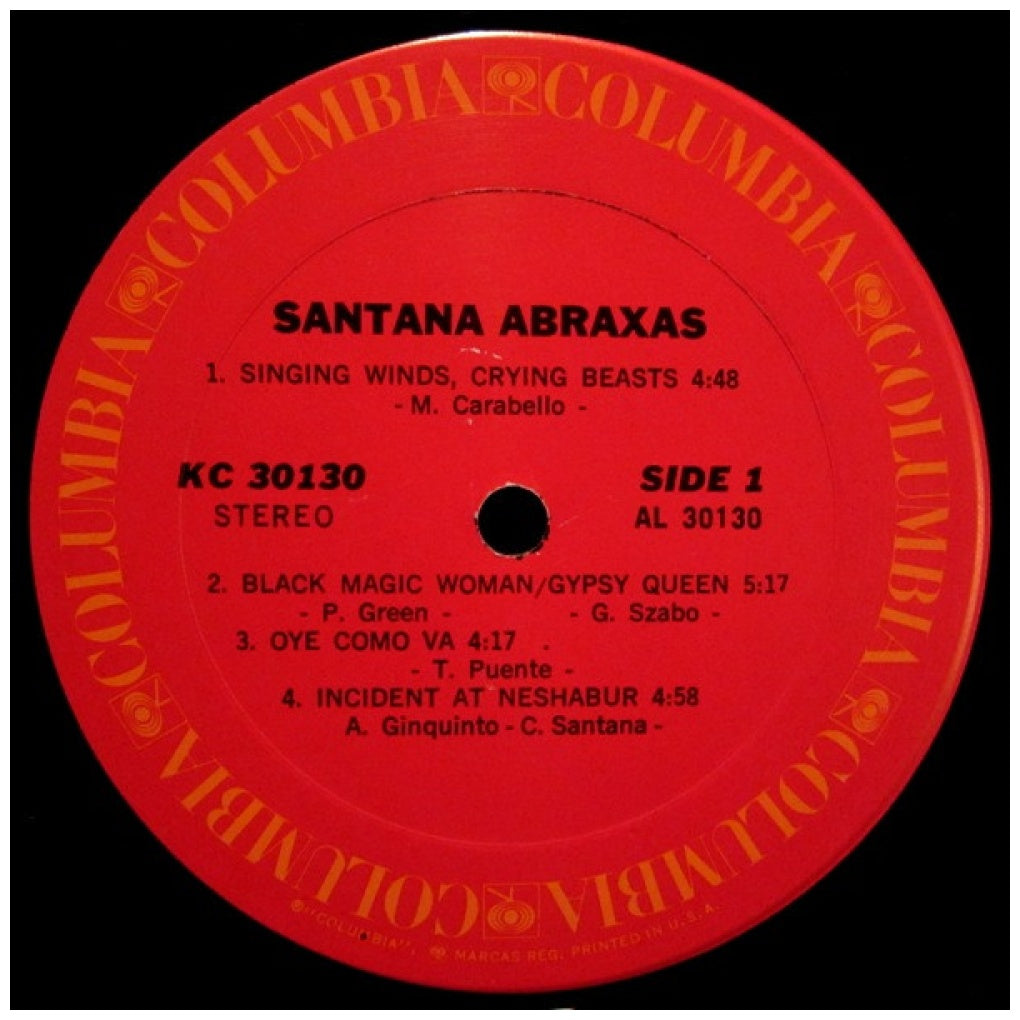 COLUMBIA COLUMBIA COLUMBIA COLUMBIA COLUMBIA COLUMBIA
SANTANA ABRAXAS
1. SINGING WINDS, CRYING BEASTS 4:48
- M. Carabello -
KC 30130 SIDE 1
STEREO AL 30130
2. BLACK MAGIC WOMAN/GYPSY QUEEN 5:17
- P. Green - - G. Szabo -
3. OYE COMO VA 4:17
- T. Puente -
4. INCIDENT AT NESHABUR 4:58
A. Ginquinto - C. Santana -
®"COLUMBIA", ® MARCAS REG. PRINTED IN U.S.A.